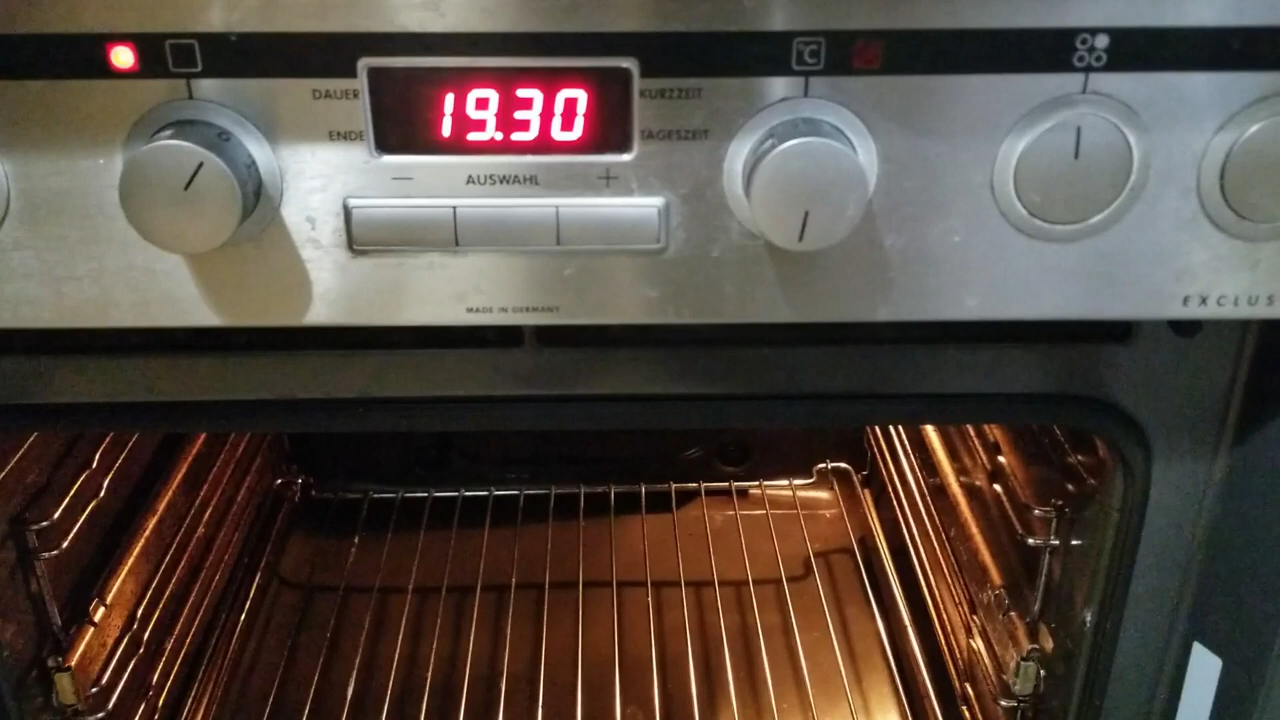 °C
DAUER
19.30
KURZZEIT
ENDE
TAGESZEIT
— AUSWAHL +
MADE IN GERMANY
EXCLUS